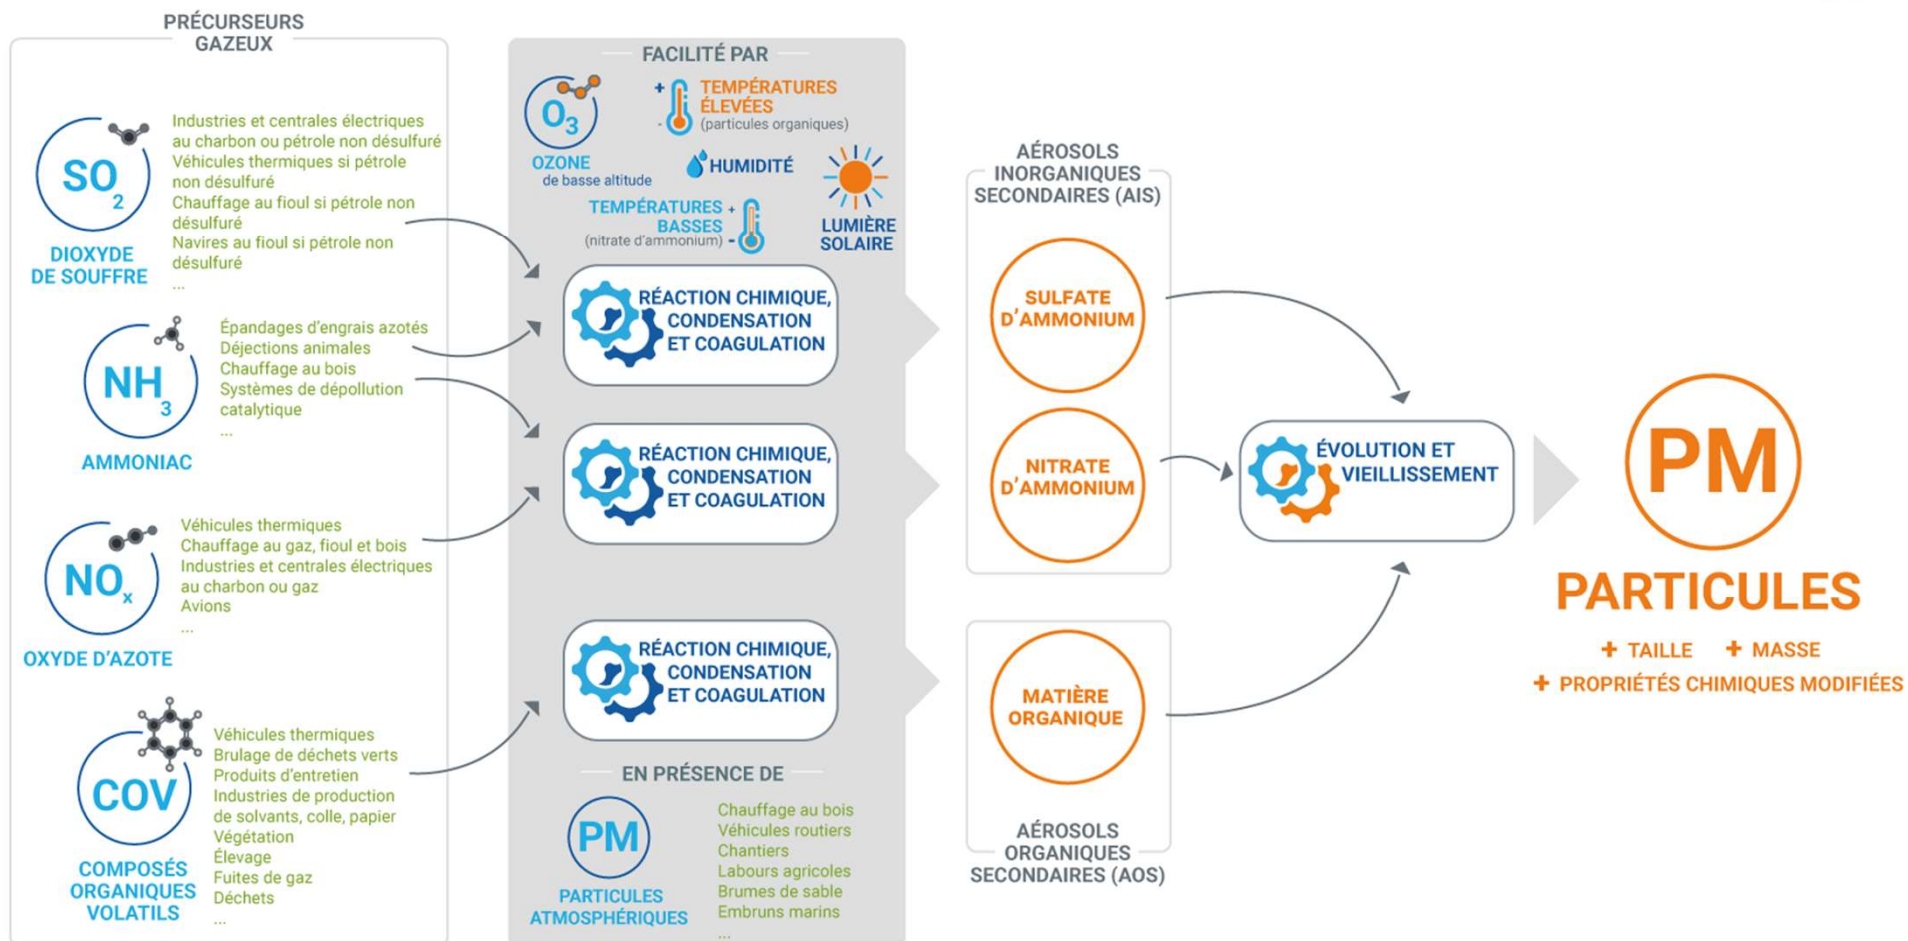 PRÉCURSEURS
GAZEUX
SO2
DIOXYDE
DE SOUFFRE
Industries et centrales électriques
au charbon ou pétrole non désulfuré
Véhicules thermiques si pétrole
non désulfuré
Chauffage au fioul si pétrole non
désulfuré
Navires au fioul si pétrole non
désulfuré
...
NH3
AMMONIAC
Épandages d'engrais azotés
Déjections animales
Chauffage au bois
Systèmes de dépollution
catalytique
...
NOx
OXYDE D'AZOTE
Véhicules thermiques
Chauffage au gaz, fioul et bois
Industries et centrales électriques
au charbon ou gaz
Avions
...
COV
COMPOSÉS
ORGANIQUES
VOLATILS
Véhicules thermiques
Brulage de déchets verts
Produits d'entretien
Industries de production
de solvants, colle, papier
Végétation
Élevage
Fuites de gaz
Déchets
...
FACILITÉ PAR
O3
OZONE
de basse altitude
+
-
TEMPÉRATURES
ÉLEVÉES
(particules organiques)
HUMIDITÉ
TEMPÉRATURES
BASSES
(nitrate d'ammonium)
+
-
LUMIÈRE
SOLAIRE
RÉACTION CHIMIQUE,
CONDENSATION
ET COAGULATION
RÉACTION CHIMIQUE,
CONDENSATION
ET COAGULATION
RÉACTION CHIMIQUE,
CONDENSATION
ET COAGULATION
EN PRÉSENCE DE
PM
PARTICULES
ATMOSPHÉRIQUES
Chauffage au bois
Véhicules routiers
Chantiers
Labours agricoles
Brumes de sable
Embruns marins
...
AÉROSOLS
INORGANIQUES
SECONDAIRES (AIS)
SULFATE
D'AMMONIUM
NITRATE
D'AMMONIUM
MATIÈRE
ORGANIQUE
AÉROSOLS
ORGANIQUES
SECONDAIRES (AOS)
ÉVOLUTION ET
VIEILLISSEMENT
PM
PARTICULES
+ TAILLE + MASSE
+ PROPRIÉTÉS CHIMIQUES MODIFIÉES